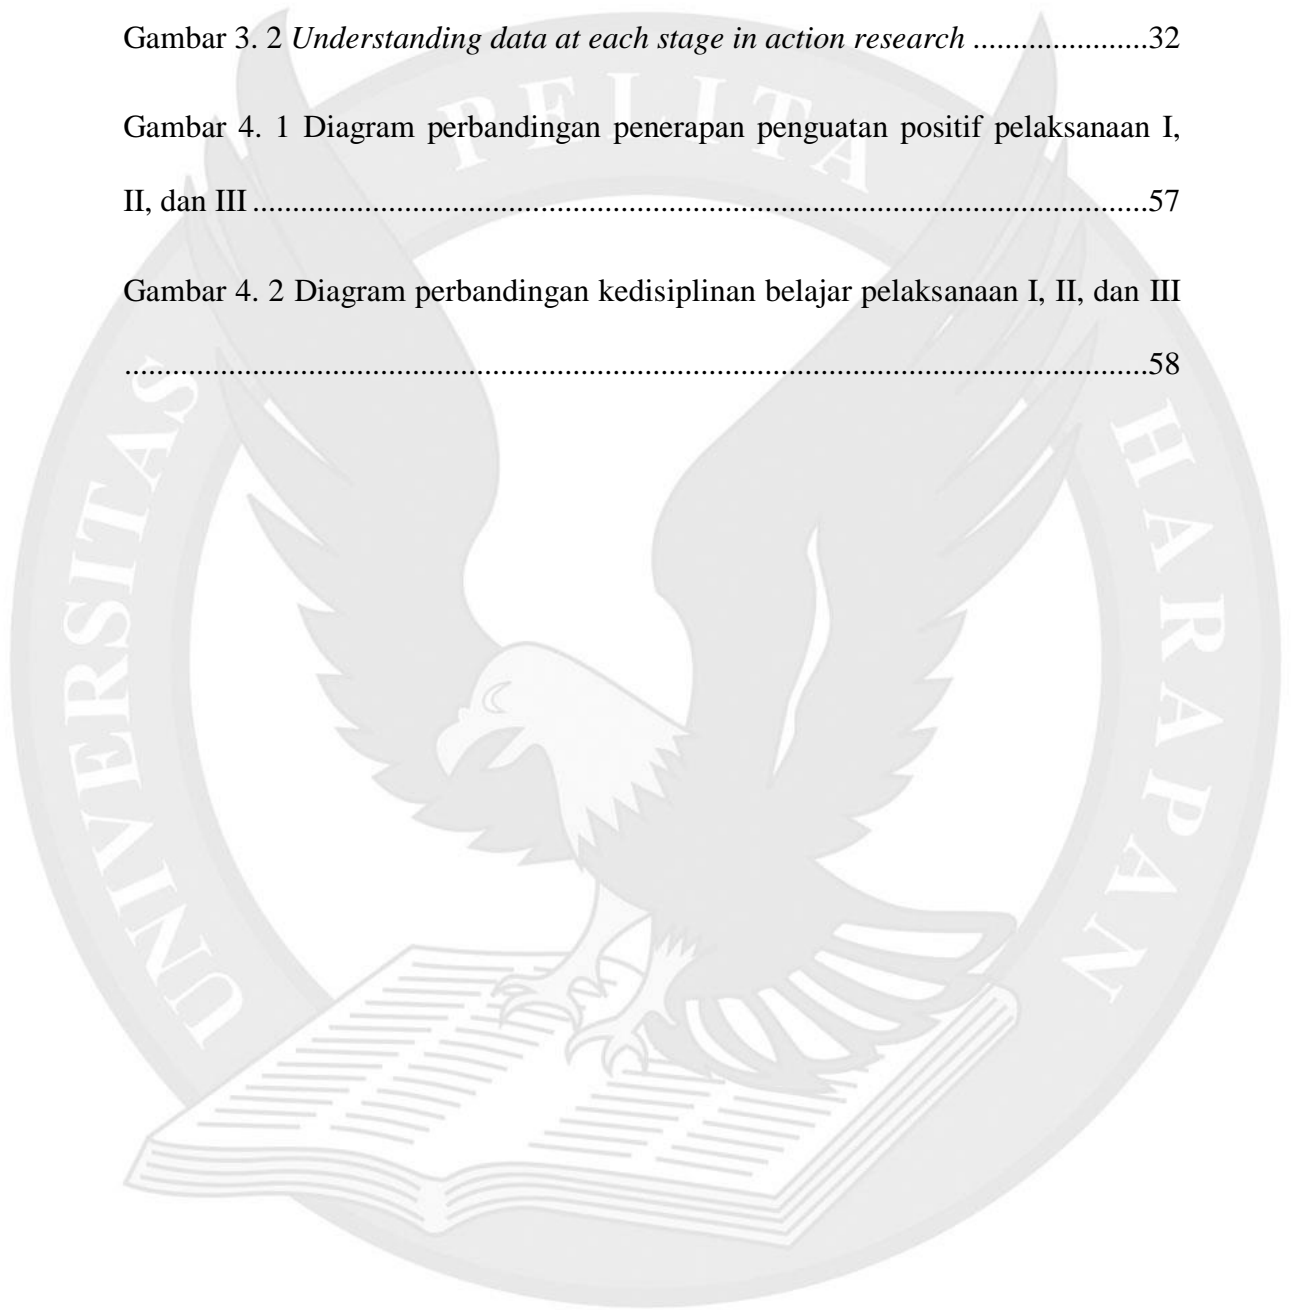 Gambar 3. 2 Understanding data at each stage in action research ......................32
Gambar 4. 1 Diagram perbandingan penerapan penguatan positif pelaksanaan I,
II, dan III ................................................................................................................57
Gambar 4. 2 Diagram perbandingan kedisiplinan belajar pelaksanaan I, II, dan III
................................................................................................................................58
UNIVERSITAS PELITA HARAPAN